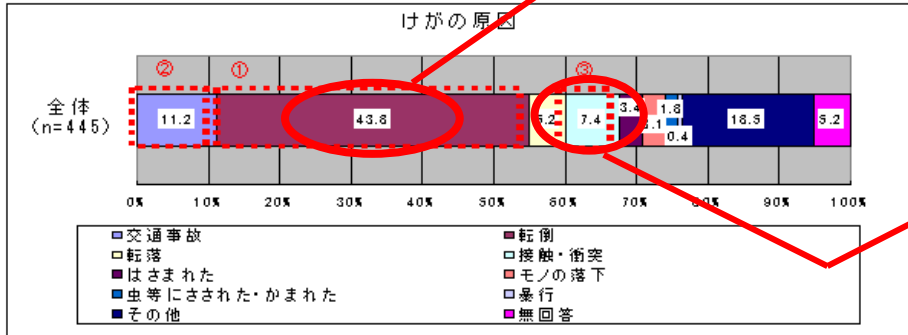 けがの原因
② ① ③
全体
(n=445)
11.2 43.8 5.2 7.4 3.4 3.1 1.8 0.4 18.5 5.2
0% 10% 20% 30% 40% 50% 60% 70% 80% 90% 100%
交通事故 転倒
転落 接触・衝突
はさまれた モノの落下
虫等にさされた・かまれた 暴行
その他 無回答